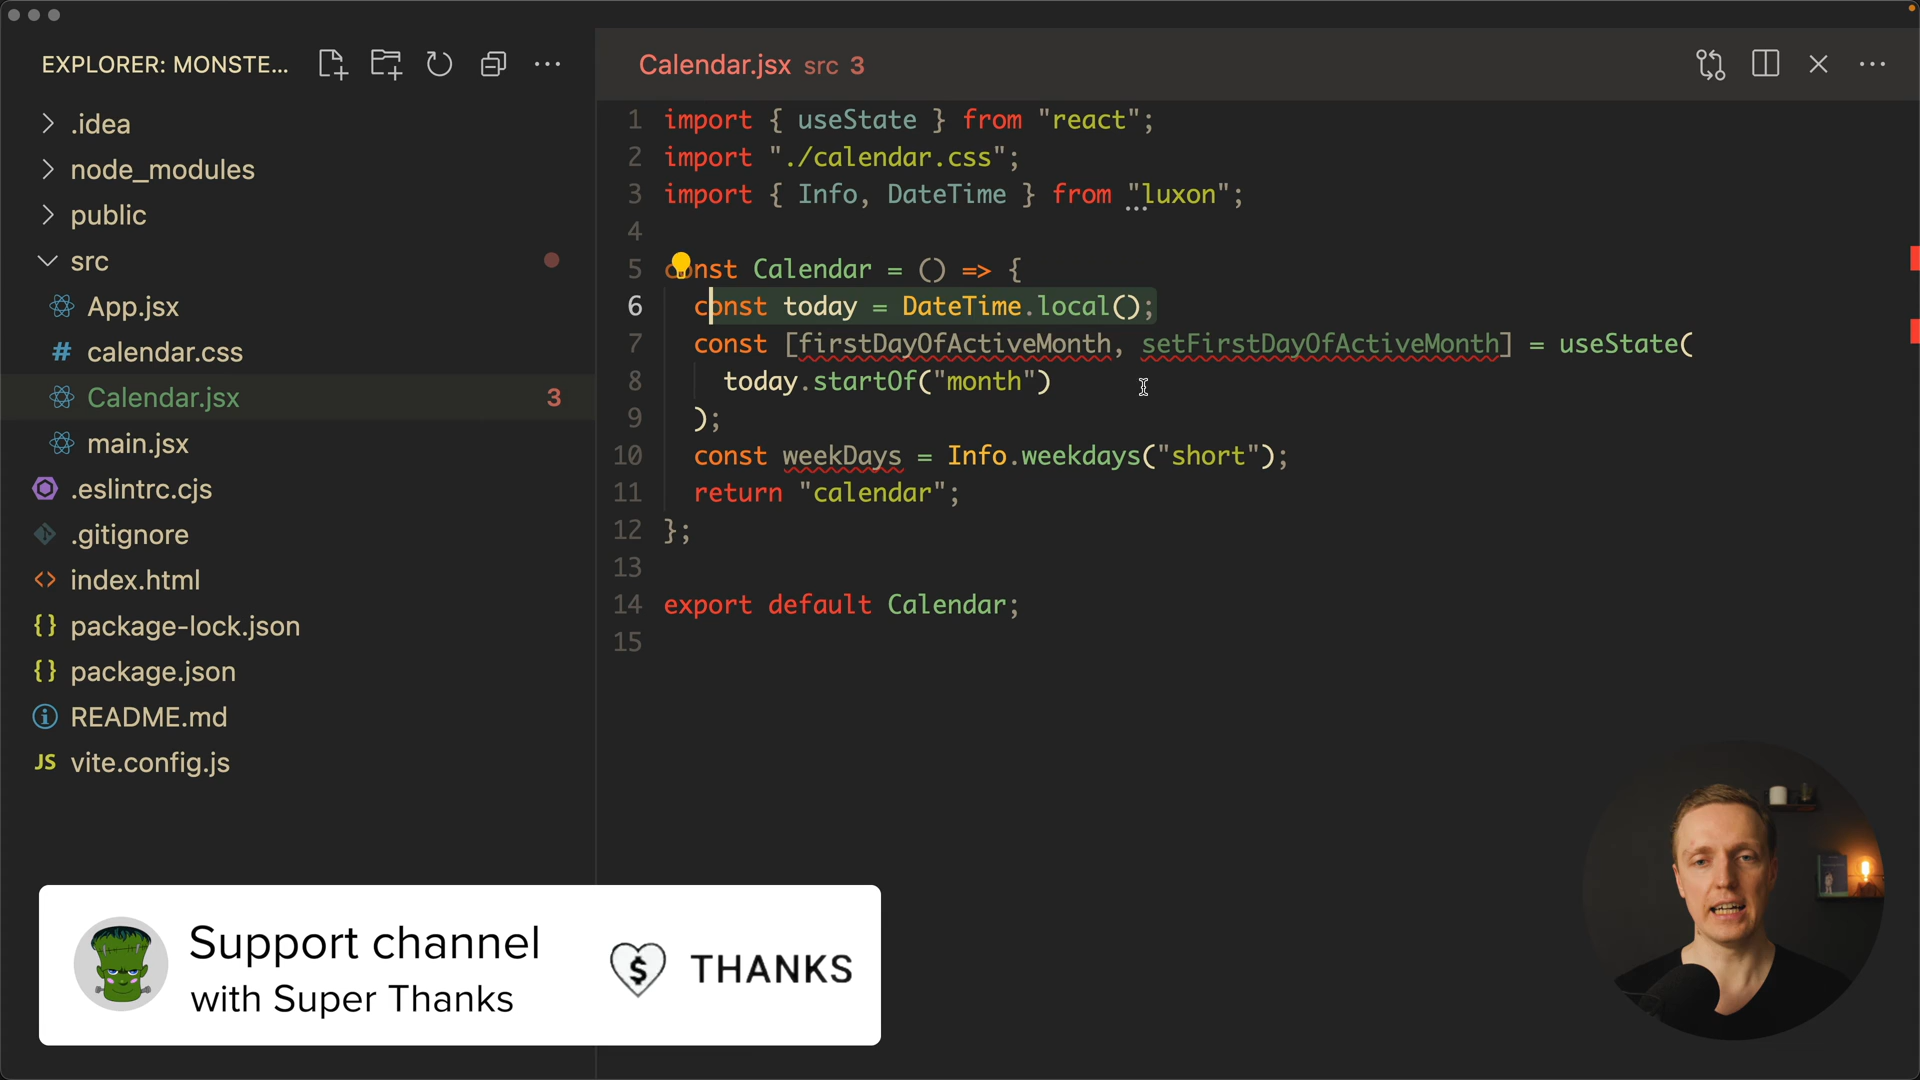 EXPLORER: MONSTE...
.idea
node_modules
public
src
App.jsx
# calendar.css
Calendar.jsx 3
main.jsx
.eslintrc.cjs
.gitignore
<> index.html
{} package-lock.json
{} package.json
README.md
JS vite.config.js
Calendar.jsx src 3
1 import { useState } from "react";
2 import "./calendar.css";
3 import { Info, DateTime } from "luxon";
4
5 const Calendar = () => {
6 const today = DateTime.local();
7 const [firstDayOfActiveMonth, setFirstDayOfActiveMonth] = useState(
8 today.startOf("month")
9 );
10 const weekDays = Info.weekdays("short");
11 return "calendar";
12 };
13
14 export default Calendar;
15
Support channel
with Super Thanks
$ THANKS